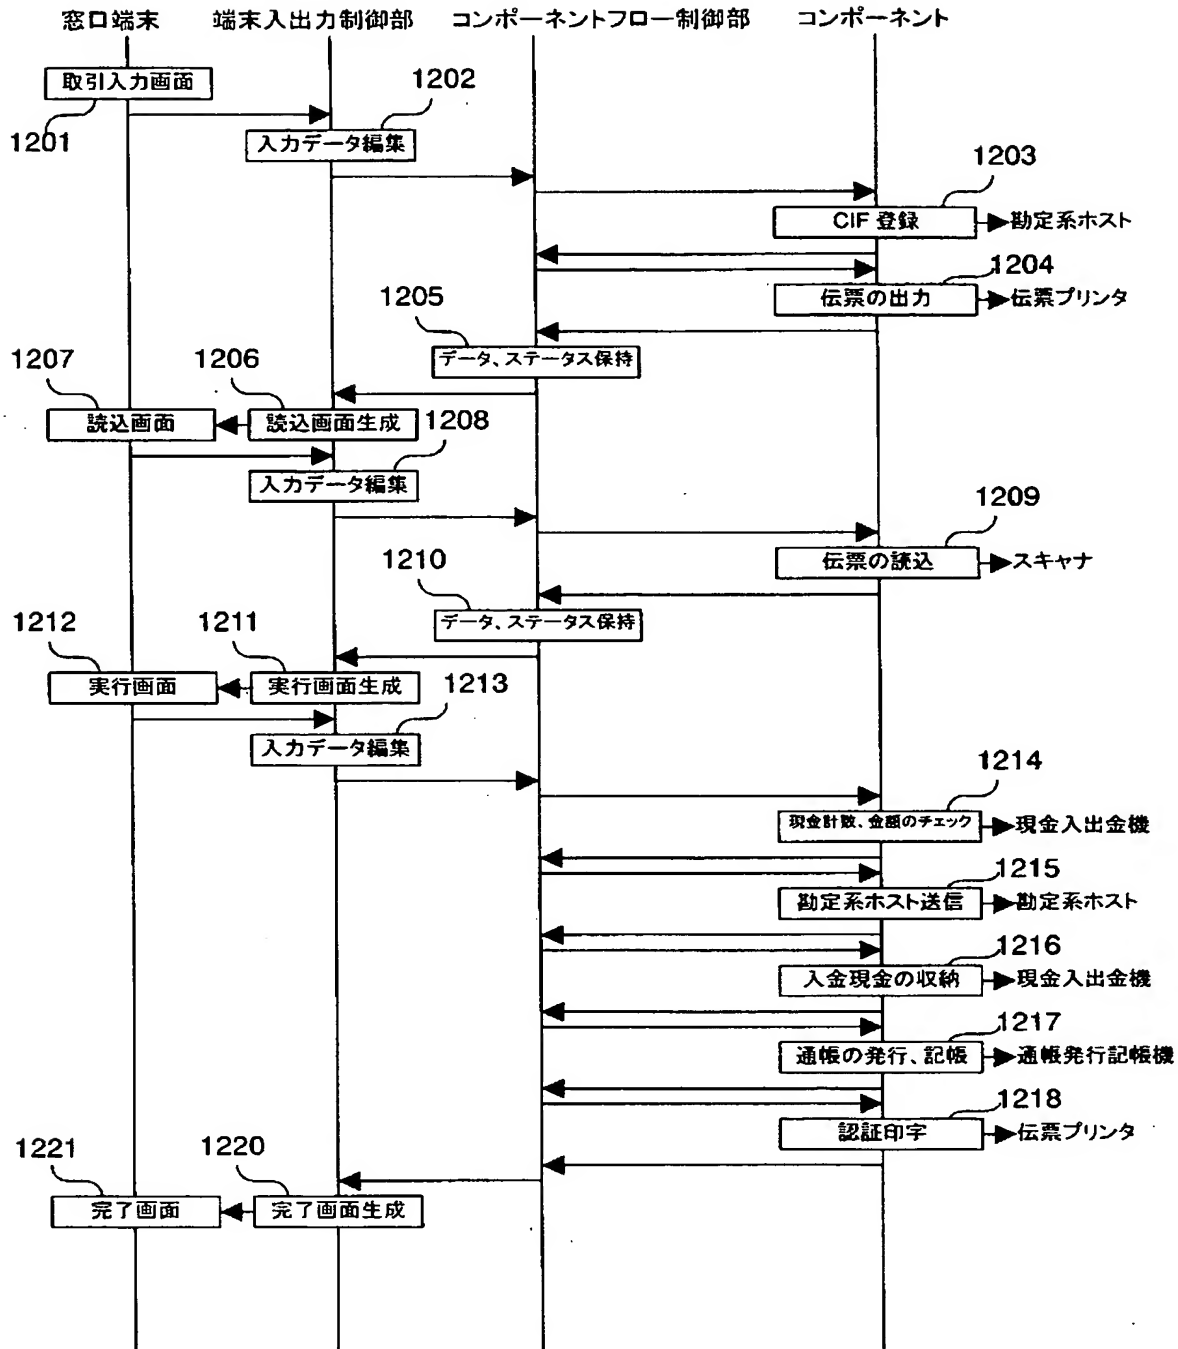 窓口端末 端末入出力制御部 コンポーネントフロー制御部 コンポーネント
取引入力画面
1201
1202
入力データ編集
1203
CIF 登録 勘定系ホスト
1204
伝票の出力 伝票プリンタ
1205
データ、ステータス保持
1207 1206
読込画面 読込画面生成
1208
入力データ編集
1209
伝票の読込 スキャナ
1210
データ、ステータス保持
1212 1211
実行画面 実行画面生成
1213
入力データ編集
1214
現金計数、金額のチェック 現金入出金機
1215
勘定系ホスト送信 勘定系ホスト
1216
入金現金の収納 現金入出金機
1217
通帳の発行、記帳 通帳発行記帳機
1218
認証印字 伝票プリンタ
1221 1220
完了画面 完了画面生成